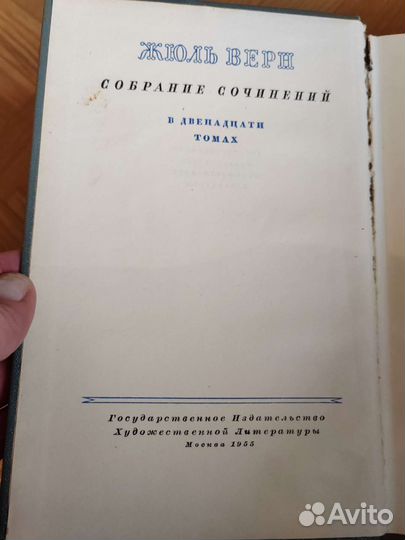 ЖЮЛЬ ВЕРН
СОБРАНИЕ СОЧИНЕНИЙ
В ДВЕНАДЦАТИ
ТОМАХ
Государственное Издательство
Художественной Литературы
Москва 1955
Avito